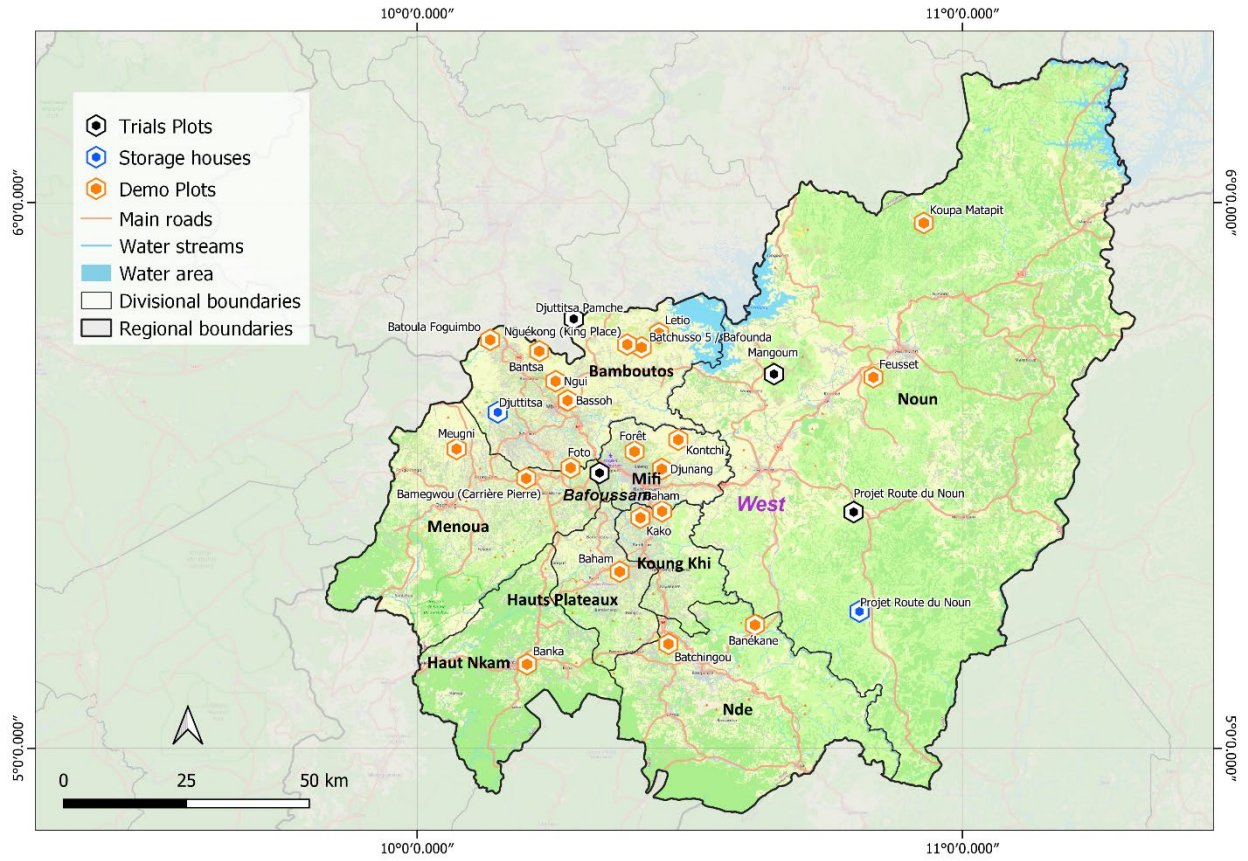 10°0′0.000″
11°0′0.000″
6°0′0.000″
6°0′0.000″
Trials Plots
Storage houses
Demo Plots
Main roads
Water streams
Water area
Divisional boundaries
Regional boundaries
Koupa Matapit
Djuttitsa Pamche
Letio
Batoula Foguimbo
Nguékong (King Place)
Batchusso 5 / Bafounda
Mangoum
Bantsa
Bamboutos
Feusset
Ngui
Noun
Djuttitsa
Bassoh
Meugni
Forêt
Kontchi
Foto
Djunang
Mifi
Bamegwou (Carrière Pierre)
Bafoussam
Baham
West
Projet Route du Noun
Menoua
Kako
Baham
Koung Khi
Hauts Plateaux
Projet Route du Noun
Banékane
Banka
Haut Nkam
Batchingou
Nde
5°0′0.000″
5°0′0.000″
0
25
50 km
10°0′0.000″
11°0′0.000″